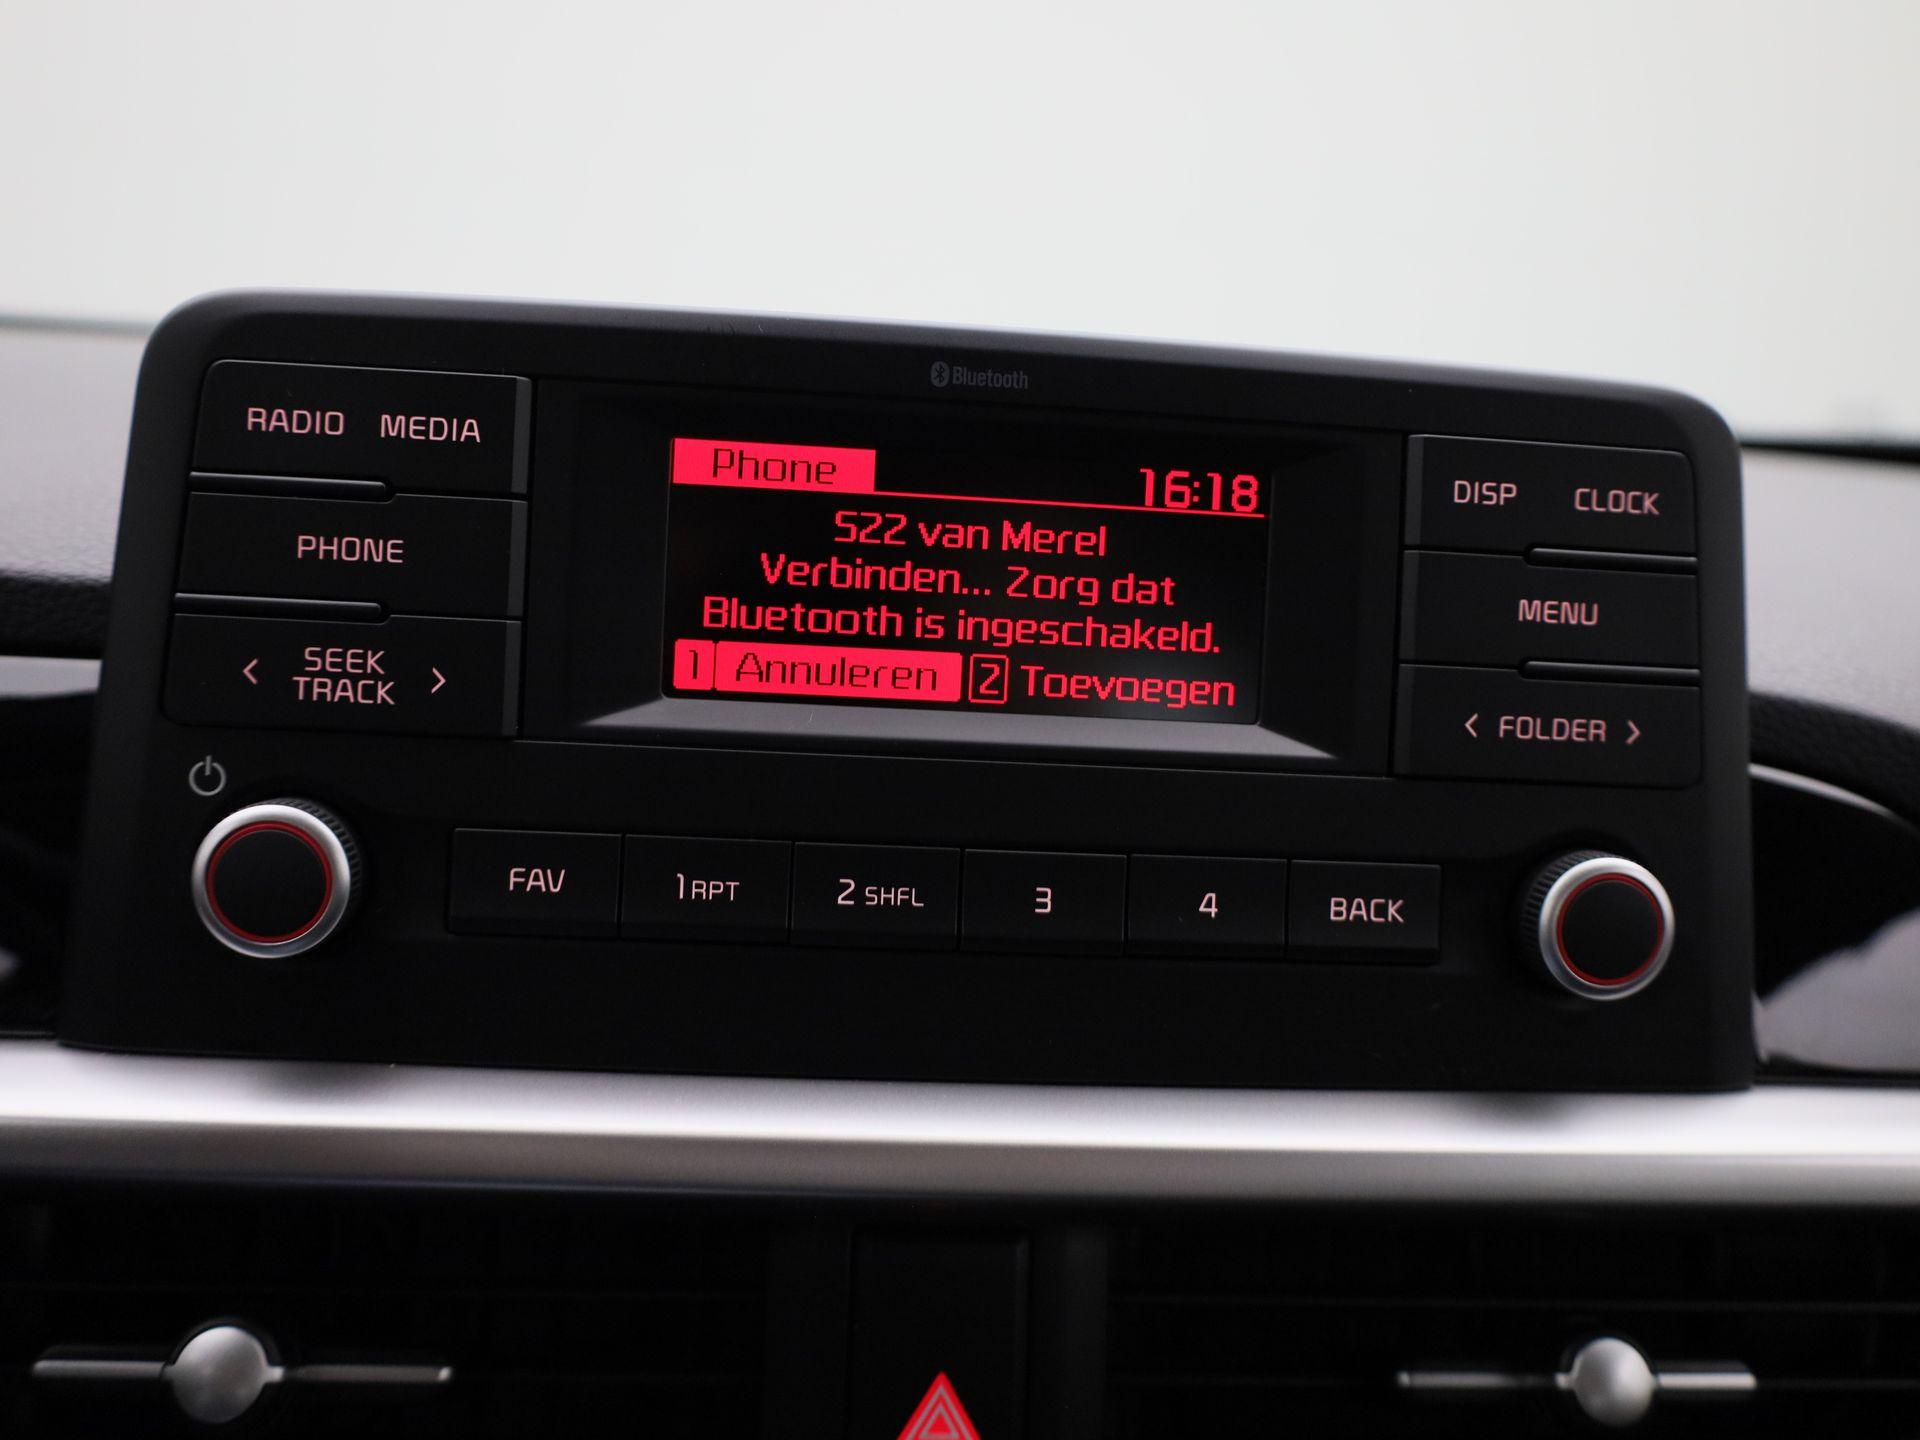 Bluetooth
RADIO MEDIA
PHONE
< SEEK TRACK >
Phone 16:18
S22 van Merel
Verbinden... Zorg dat
Bluetooth is ingeschakeld.
1 Annuleren 2 Toevoegen
DISP CLOCK
MENU
< FOLDER >
FAV 1 RPT 2 SHFL 3 4 BACK